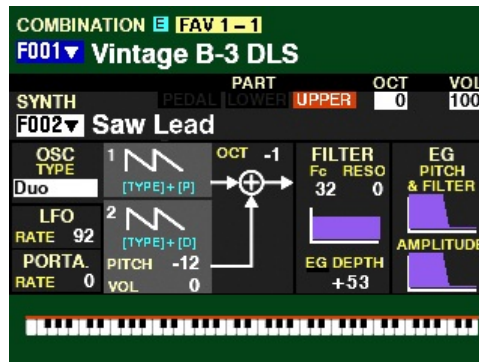 COMBINATION E FAV 1-1
F001▼ Vintage B-3 DLS
PART OCT VOL
SYNTH PEDAL LOWER UPPER 0 100
F002▼ Saw Lead
OSC TYPE Duo
1 [TYPE]+[P]
OCT -1
FILTER
Fc RESO
32 0
EG
PITCH
& FILTER
LFO
RATE 92
2 [TYPE]+[D]
AMPLITUDE
PORTA.
RATE 0
PITCH -12
VOL 0
EG DEPTH
+53